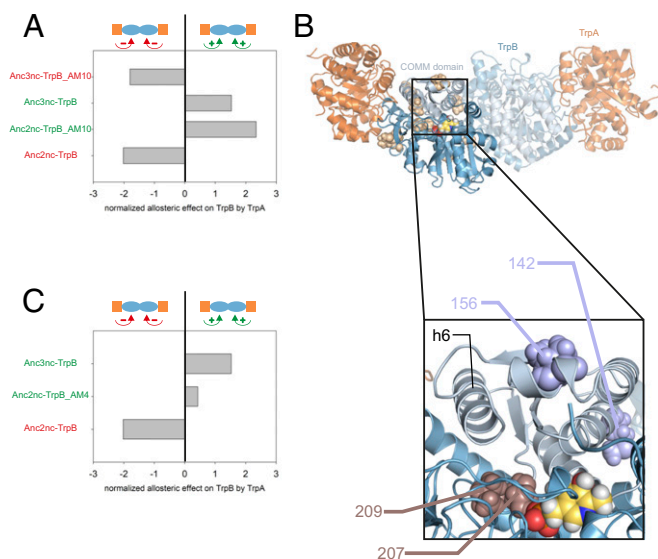 A
− −
+ +
Anc3nc-TrpB_AM10
Anc3nc-TrpB
Anc2nc-TrpB_AM10
Anc2nc-TrpB
-3 -2 -1 0 1 2 3
normalized allosteric effect on TrpB by TrpA
B
TrpB
TrpA
COMM domain
142
156
h6
209
207
C
− −
+ +
Anc3nc-TrpB
Anc2nc-TrpB_AM4
Anc2nc-TrpB
-3 -2 -1 0 1 2 3
normalized allosteric effect on TrpB by TrpA